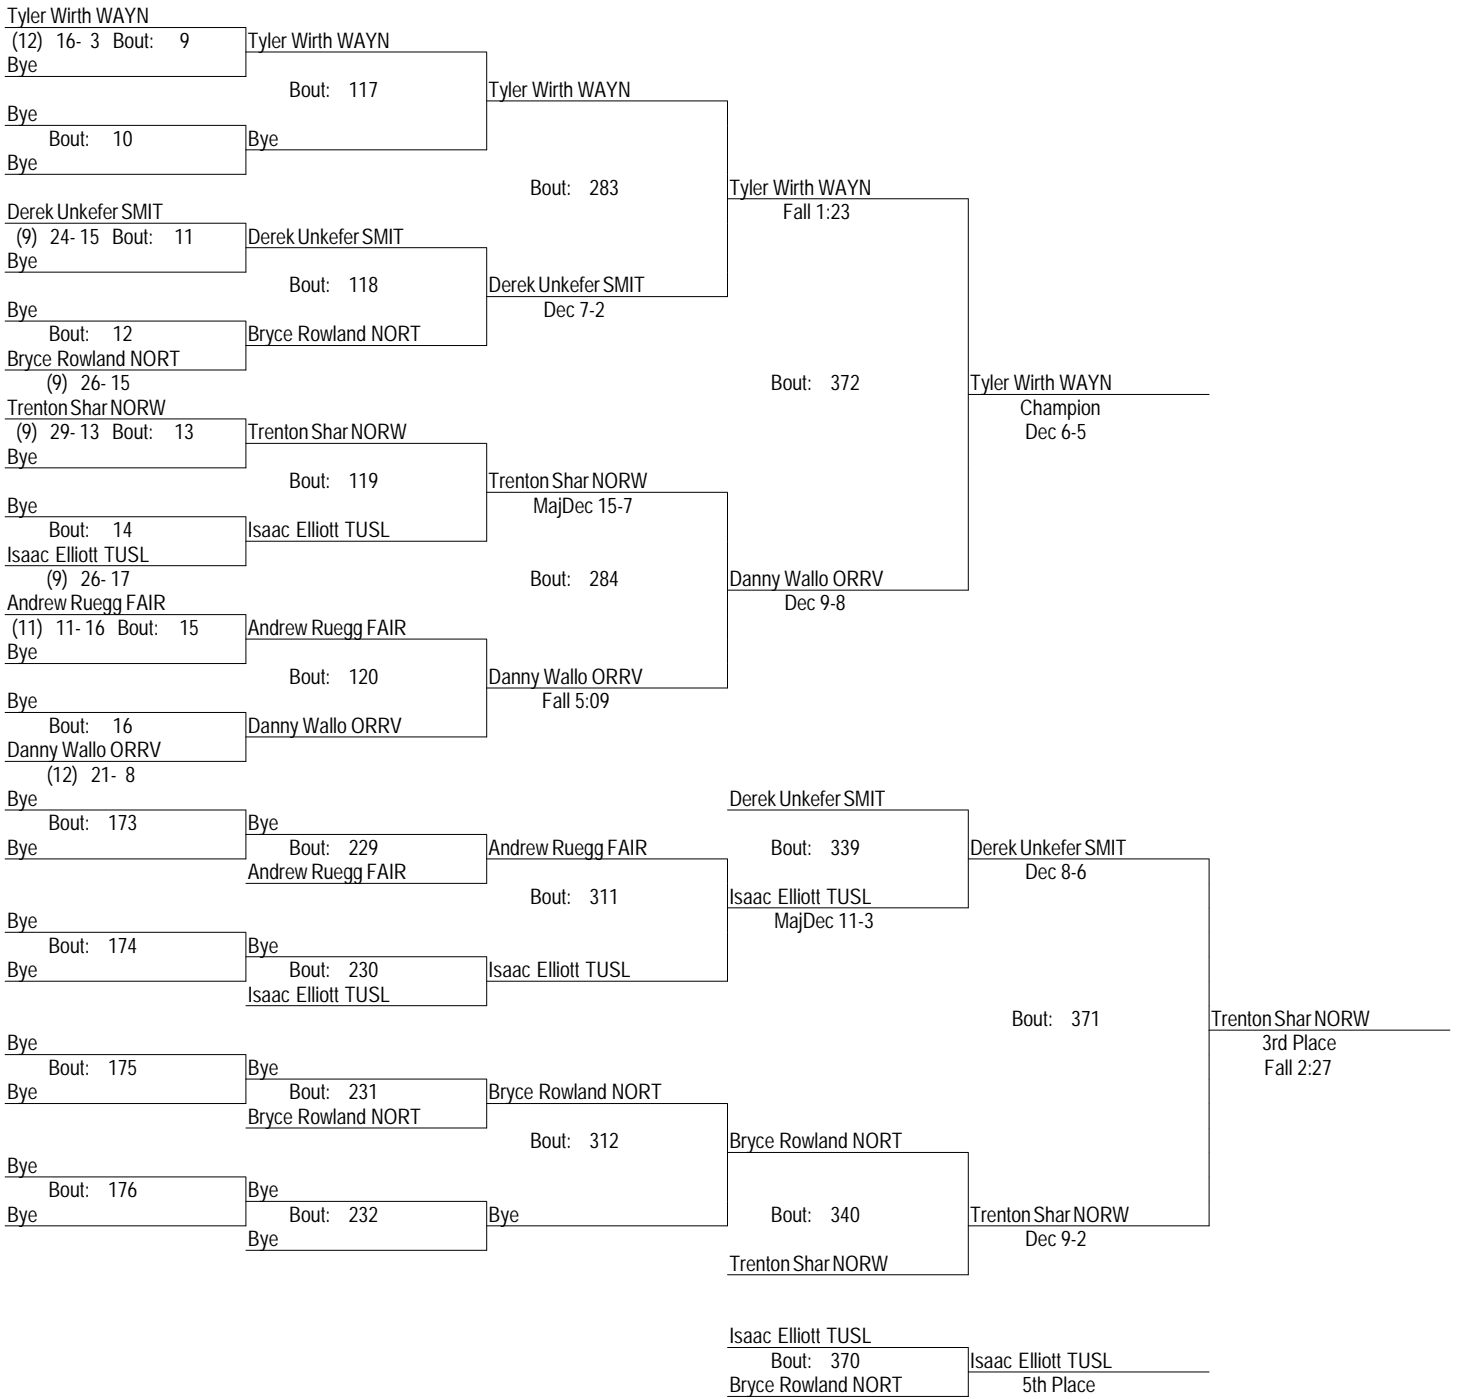 Tyler Wirth WAYN
(12) 16- 3 Bout: 9 Tyler Wirth WAYN
Bye
Bout: 117 Tyler Wirth WAYN
Bye
Bout: 10 Bye
Bye
Bout: 283 Tyler Wirth WAYN
Derek Unkefer SMIT Fall 1:23
(9) 24- 15 Bout: 11 Derek Unkefer SMIT
Bye
Bout: 118 Derek Unkefer SMIT
Bye Dec 7-2
Bout: 12 Bryce Rowland NORT
Bryce Rowland NORT
(9) 26- 15 Bout: 372 Tyler Wirth WAYN
Trenton Shar NORW Champion
(9) 29- 13 Bout: 13 Trenton Shar NORW Dec 6-5
Bye
Bout: 119 Trenton Shar NORW
Bye MajDec 15-7
Bout: 14 Isaac Elliott TUSL
Isaac Elliott TUSL
(9) 26- 17 Bout: 284 Danny Wallo ORRV
Andrew Ruegg FAIR Dec 9-8
(11) 11- 16 Bout: 15 Andrew Ruegg FAIR
Bye
Bout: 120 Danny Wallo ORRV
Bye Fall 5:09
Bout: 16 Danny Wallo ORRV
Danny Wallo ORRV
(12) 21- 8
Bye Derek Unkefer SMIT
Bout: 173 Bye
Bye Bout: 229 Andrew Ruegg FAIR Bout: 339 Derek Unkefer SMIT
Andrew Ruegg FAIR Dec 8-6
Bout: 311 Isaac Elliott TUSL
Bye MajDec 11-3
Bout: 174 Bye
Bye Bout: 230 Isaac Elliott TUSL
Isaac Elliott TUSL
Bout: 371 Trenton Shar NORW
Bye 3rd Place
Bout: 175 Bye Fall 2:27
Bye Bout: 231 Bryce Rowland NORT
Bryce Rowland NORT
Bout: 312 Bryce Rowland NORT
Bye
Bout: 176 Bye
Bye Bout: 232 Bye Bout: 340 Trenton Shar NORW
Bye Dec 9-2
Trenton Shar NORW
Isaac Elliott TUSL
Bout: 370 Isaac Elliott TUSL
Bryce Rowland NORT 5th Place